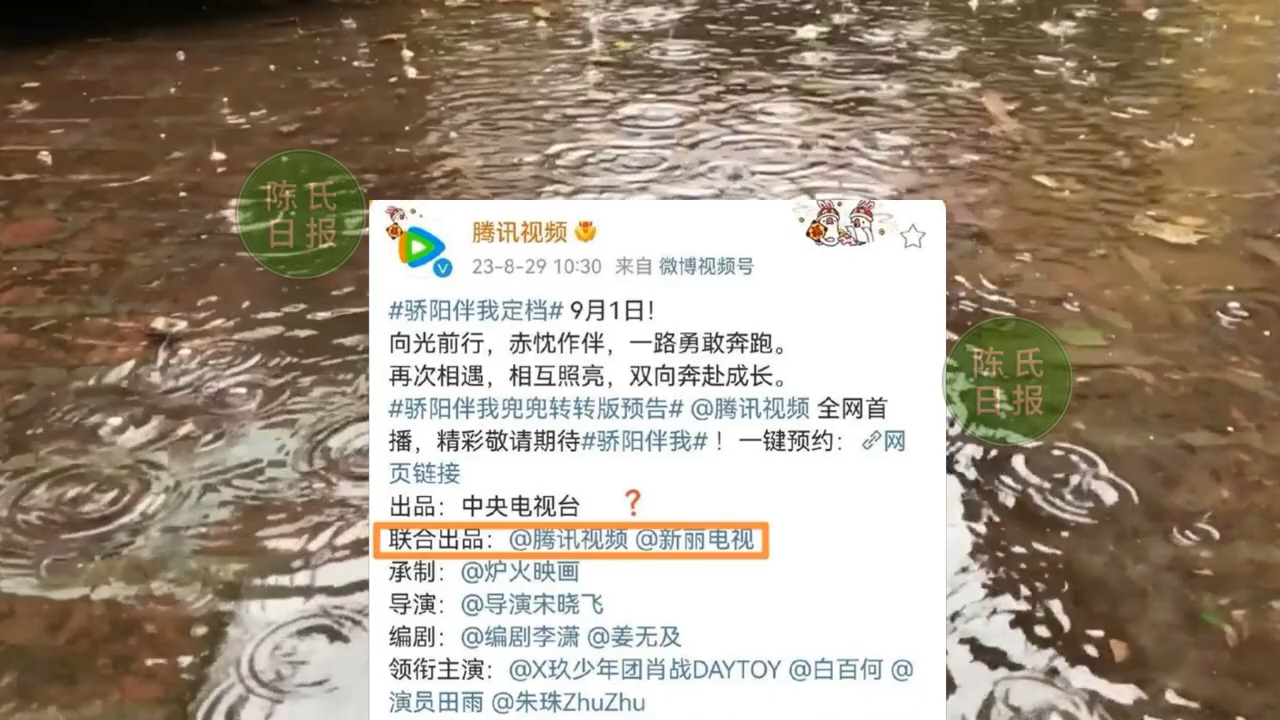 陈氏
日报
腾讯视频
23-8-29 10:30 来自 微博视频号
#骄阳伴我定档# 9月1日!
向光前行，赤忱作伴，一路勇敢奔跑。
再次相遇，相互照亮，双向奔赴成长。
#骄阳伴我兜兜转转版预告# @腾讯视频 全网首
播，精彩敬请期待#骄阳伴我#！一键预约：网
页链接
出品：中央电视台 ❓
联合出品：@腾讯视频 @新丽电视
承制：@炉火映画
导演：@导演宋晓飞
编剧：@编剧李潇 @姜无及
领衔主演：@X玖少年团肖战DAYTOY @白百何 @
演员田雨 @朱珠ZhuZhu
陈氏
日报